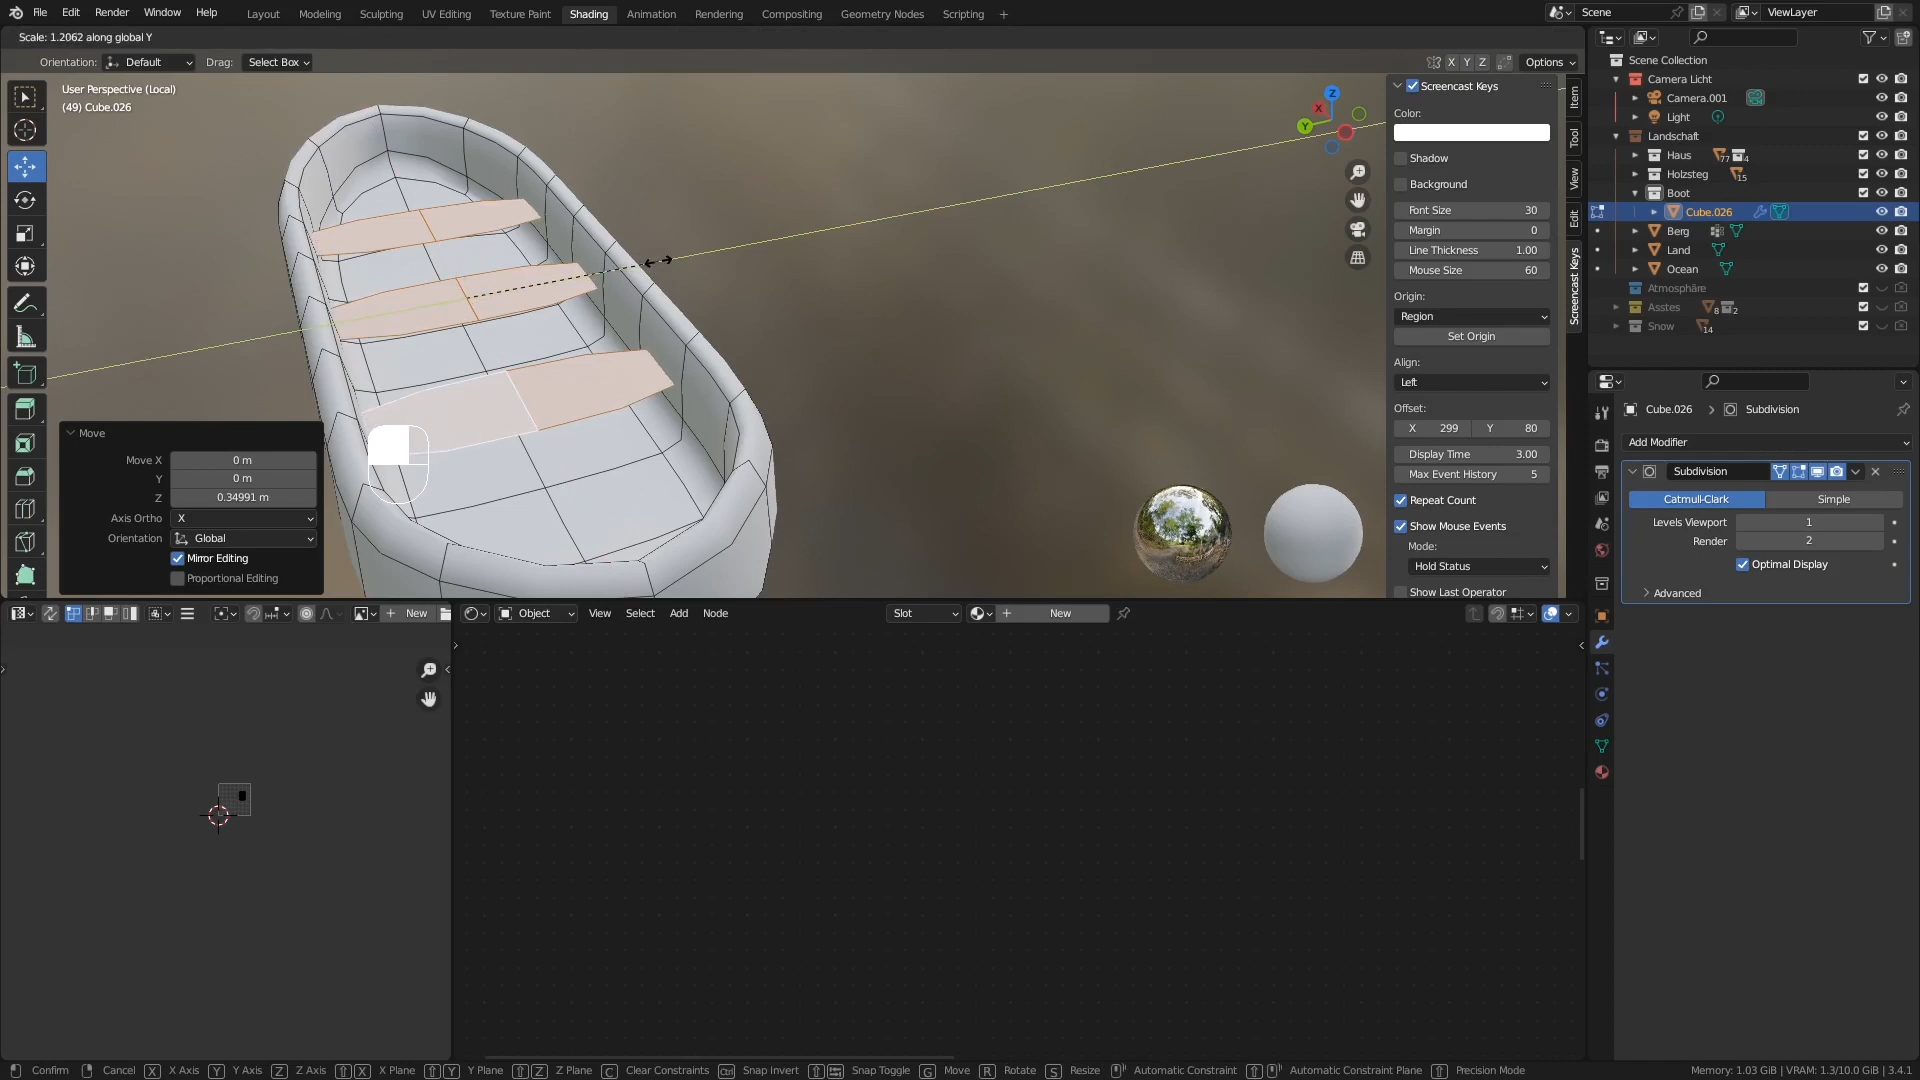 File Edit Render Window Help Layout Modeling Sculpting UV Editing Texture Paint Shading Animation Rendering Compositing Geometry Nodes Scripting + Scene ViewLayer
Scale: 1.2062 along global Y
Orientation: Default Drag: Select Box X Y Z Options
User Perspective (Local)
(49) Cube.026
Z
X
Y
Screencast Keys
Color:
Shadow
Background
Font Size 30
Margin 0
Line Thickness 1.00
Mouse Size 60
Origin:
Region
Set Origin
Align:
Left
Offset:
X 299 Y 80
Display Time 3.00
Max Event History 5
Repeat Count
Show Mouse Events
Mode:
Hold Status
Show Last Operator
Item
Tool
View
Edit
Screencast Keys
Scene Collection
Camera Licht
Camera.001
Light
Landschaft
Haus 77 4
Holzsteg 15
Boot
Cube.026
Berg
Land
Ocean
Atmosphäre
Asstes 8 2
Snow 14
Cube.026 > Subdivision
Add Modifier
Subdivision
Catmull-Clark Simple
Levels Viewport 1
Render 2
Optimal Display
Advanced
Move
Move X 0 m
Y 0 m
Z 0.34991 m
Axis Ortho X
Orientation Global
Mirror Editing
Proportional Editing
+ New Object View Select Add Node Slot + New
Confirm Cancel X X Axis Y Y Axis Z Z Axis X X Plane Y Y Plane Z Z Plane C Clear Constraints Ctrl Snap Invert Snap Toggle G Move R Rotate S Resize Automatic Constraint Automatic Constraint Plane Precision Mode Memory: 1.03 GiB | VRAM: 1.3/10.0 GiB | 3.4.1